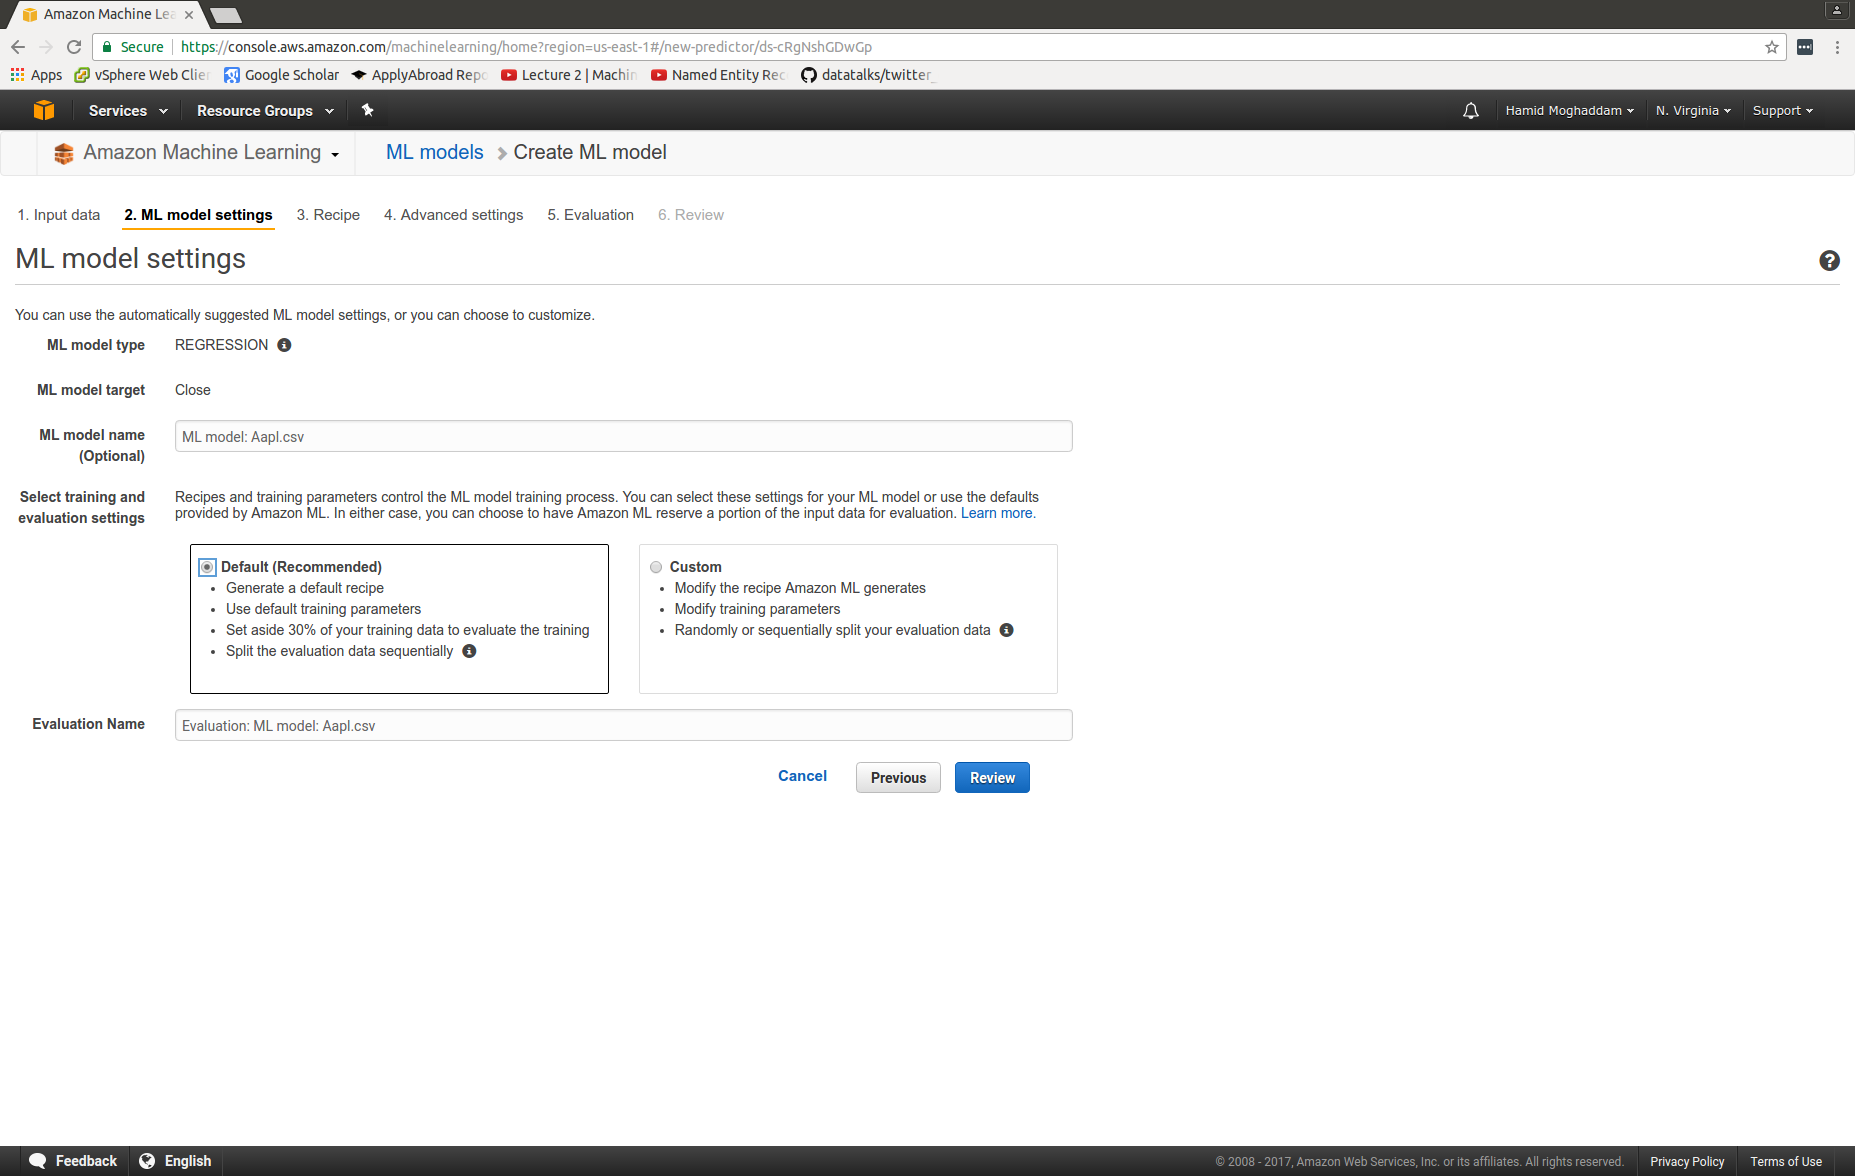 Amazon Machine Lea
Secure https://console.aws.amazon.com/machinelearning/home?region=us-east-1#/new-predictor/ds-cRgNshGDwGp
Apps vSphere Web Clier Google Scholar ApplyAbroad Repo Lecture 2 | Machin Named Entity Rec datatalks/twitter_
Services Resource Groups Hamid Moghaddam N. Virginia Support
Amazon Machine Learning ML models Create ML model
1. Input data 2. ML model settings 3. Recipe 4. Advanced settings 5. Evaluation 6. Review
ML model settings
You can use the automatically suggested ML model settings, or you can choose to customize.
ML model type REGRESSION
ML model target Close
ML model name ML model: Aapl.csv
(Optional)
Select training and Recipes and training parameters control the ML model training process. You can select these settings for your ML model or use the defaults
evaluation settings provided by Amazon ML. In either case, you can choose to have Amazon ML reserve a portion of the input data for evaluation. Learn more.
Default (Recommended)
• Generate a default recipe
• Use default training parameters
• Set aside 30% of your training data to evaluate the training
• Split the evaluation data sequentially
Custom
• Modify the recipe Amazon ML generates
• Modify training parameters
• Randomly or sequentially split your evaluation data
Evaluation Name Evaluation: ML model: Aapl.csv
Cancel Previous Review
Feedback English © 2008 - 2017, Amazon Web Services, Inc. or its affiliates. All rights reserved. Privacy Policy Terms of Use